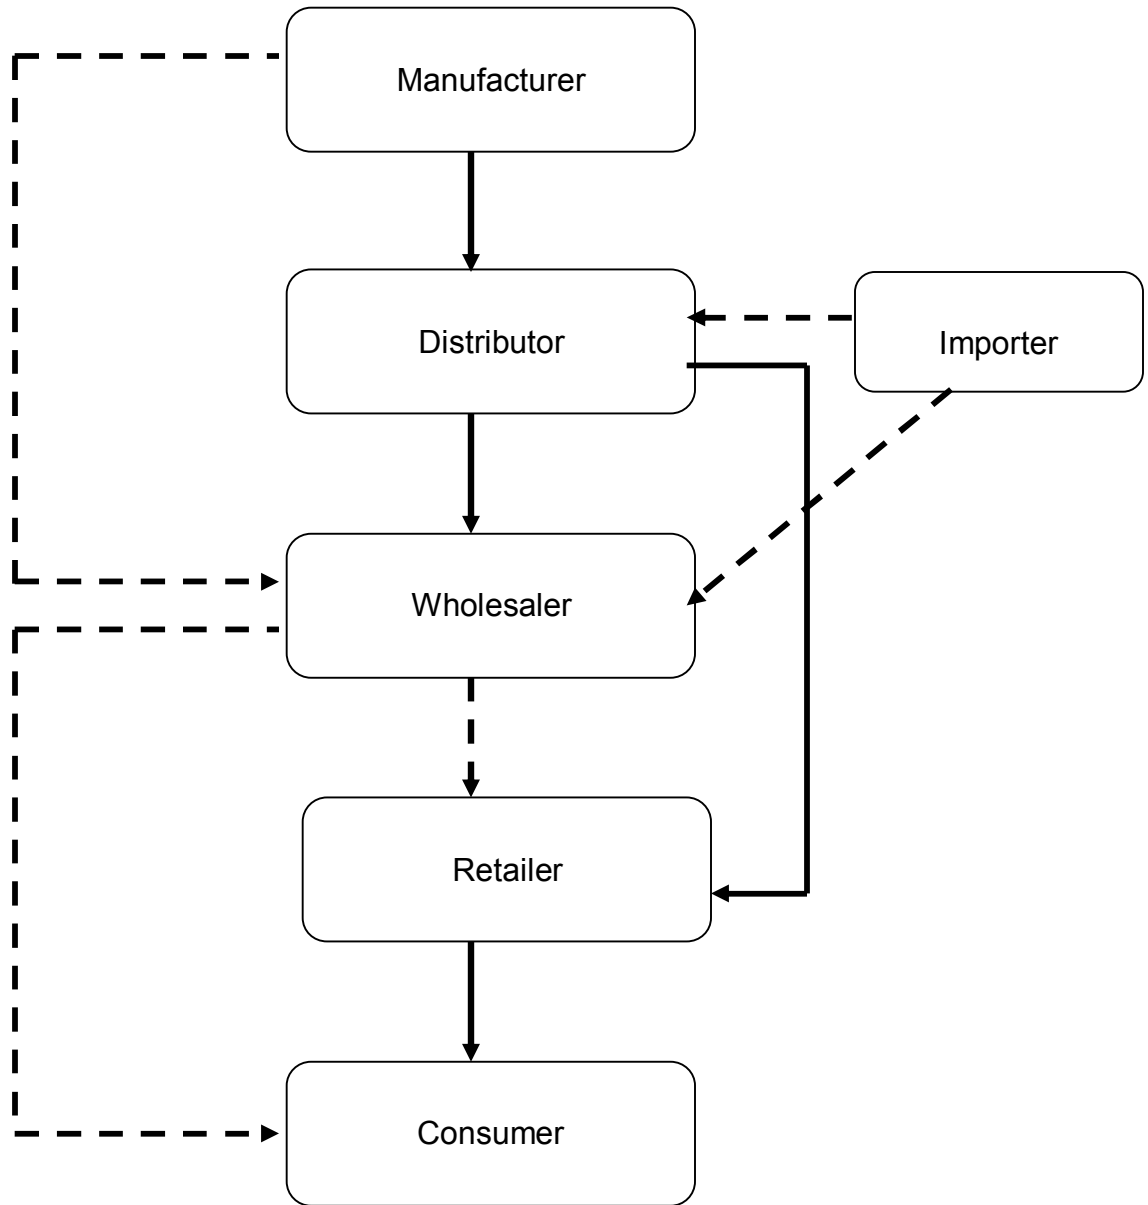 Manufacturer
Distributor
Importer
Wholesaler
Retailer
Consumer